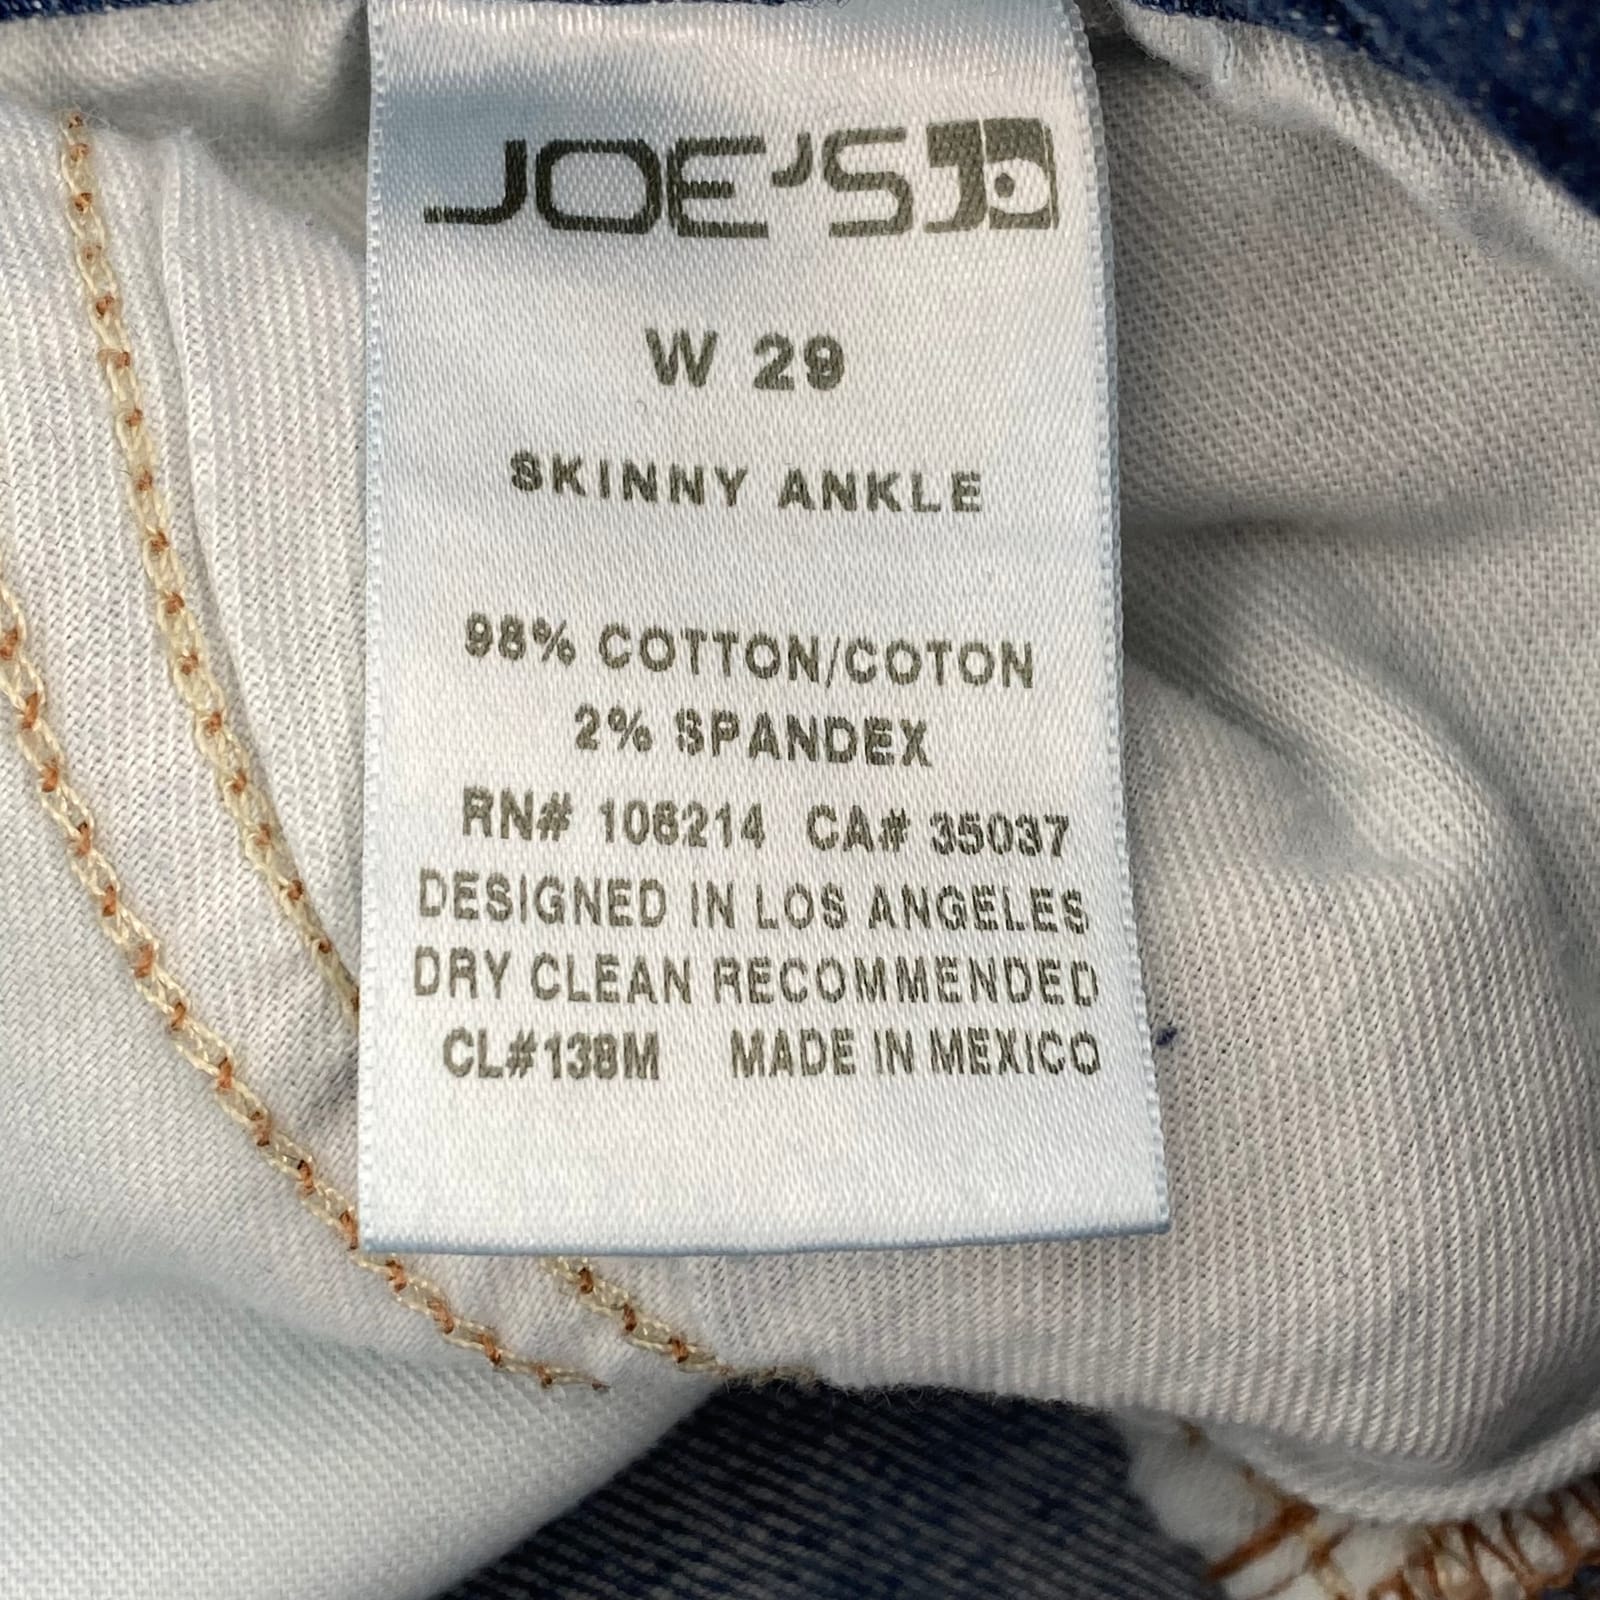 JOE'S
W 29
SKINNY ANKLE
98% COTTON/COTON
2% SPANDEX
RN# 106214 CA# 35037
DESIGNED IN LOS ANGELES
DRY CLEAN RECOMMENDED
CL#138M MADE IN MEXICO